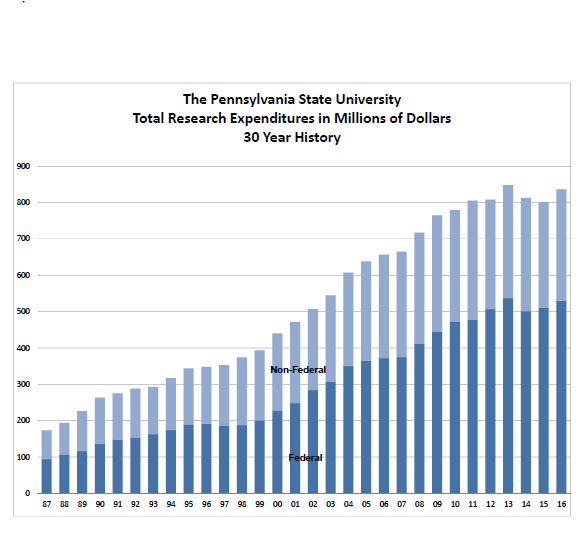 The Pennsylvania State University
Total Research Expenditures in Millions of Dollars
30 Year History
900
800
700
600
500
400
Non-Federal
300
200
100
Federal
0
87 88 89 90 91 92 93 94 95 96 97 98 99 00 01 02 03 04 05 06 07 08 09 10 11 12 13 14 15 16